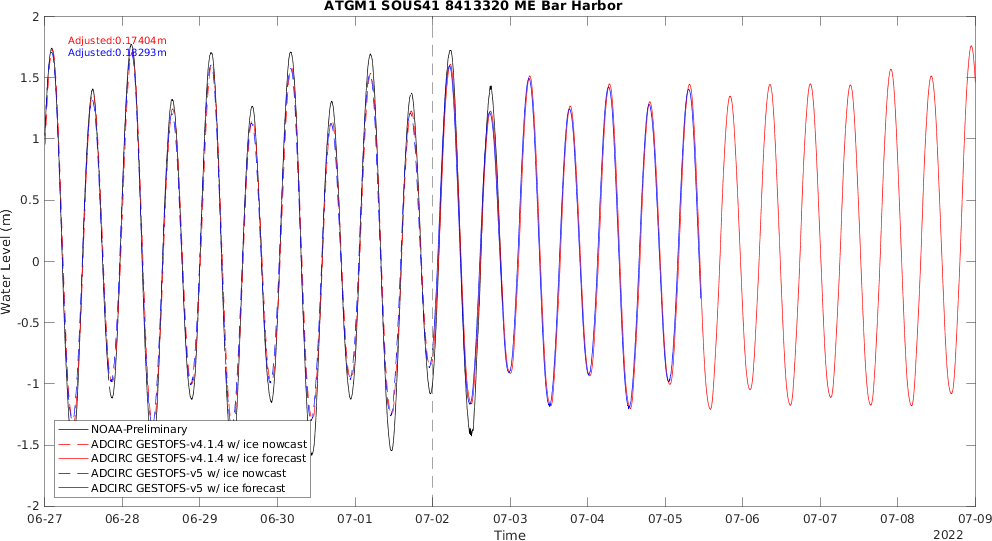 ATGM1 SOUS41 8413320 ME Bar Harbor
Adjusted:0.17404m
Adjusted:0.18293m
Water Level (m)
2
1.5
1
0.5
0
-0.5
-1
-1.5
-2
NOAA-Preliminary
ADCIRC GESTOFS-v4.1.4 w/ ice nowcast
ADCIRC GESTOFS-v4.1.4 w/ ice forecast
ADCIRC GESTOFS-v5 w/ ice nowcast
ADCIRC GESTOFS-v5 w/ ice forecast
06-27 06-28 06-29 06-30 07-01 07-02 07-03 07-04 07-05 07-06 07-07 07-08 07-09
Time
2022